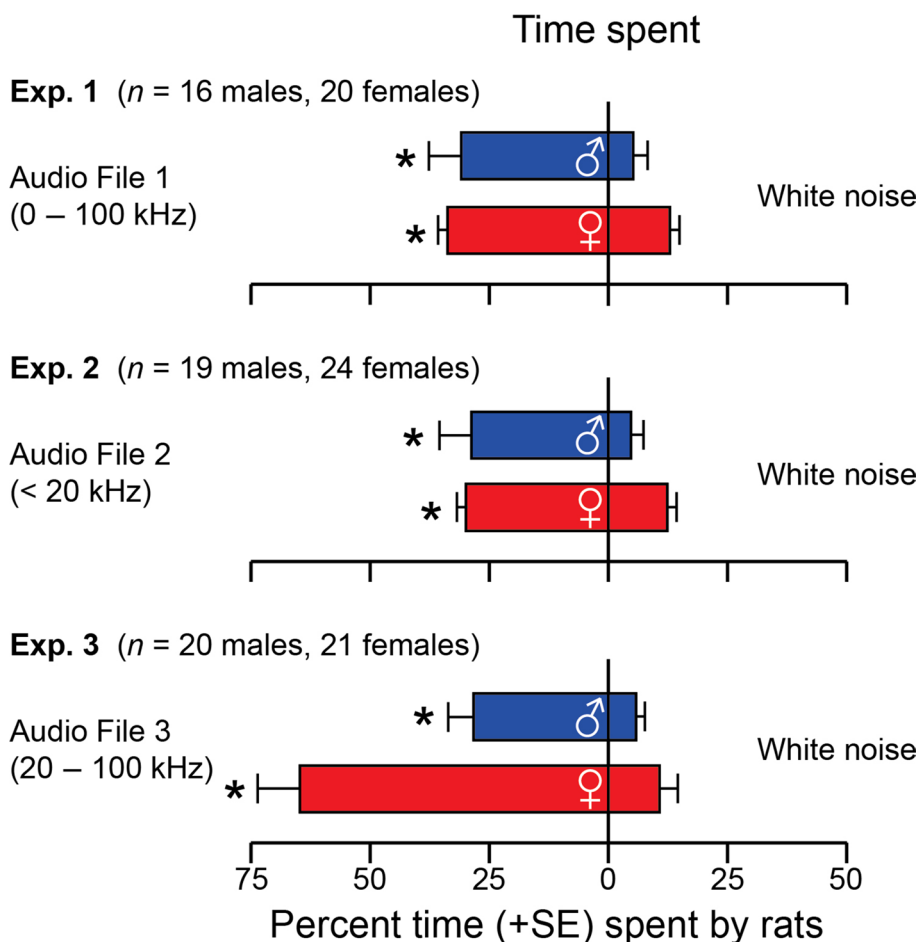 Time spent
Exp. 1 (n = 16 males, 20 females)
Audio File 1
(0 – 100 kHz)
*
♂
*
♀
White noise
Exp. 2 (n = 19 males, 24 females)
Audio File 2
(< 20 kHz)
*
♂
*
♀
White noise
Exp. 3 (n = 20 males, 21 females)
Audio File 3
(20 – 100 kHz)
*
♂
*
♀
White noise
75 50 25 0 25 50
Percent time (+SE) spent by rats